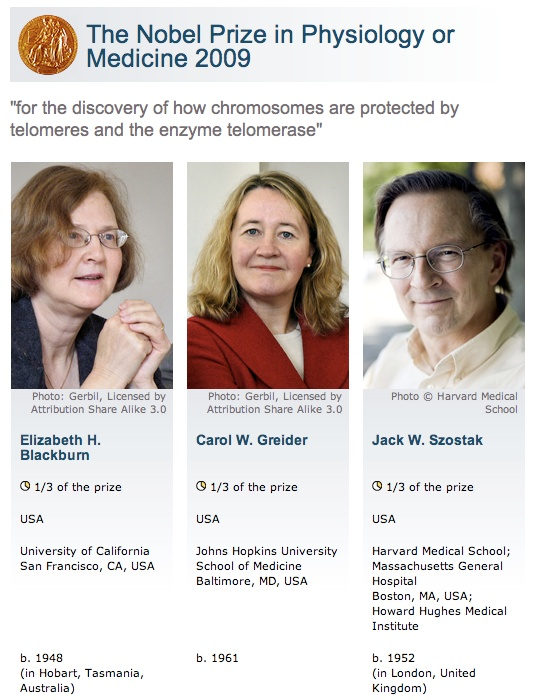 The Nobel Prize in Physiology or
Medicine 2009
"for the discovery of how chromosomes are protected by
telomeres and the enzyme telomerase"
Photo: Gerbil, Licensed by
Attribution Share Alike 3.0
Elizabeth H.
Blackburn
1/3 of the prize
USA
University of California
San Francisco, CA, USA
b. 1948
(in Hobart, Tasmania,
Australia)
Photo: Gerbil, Licensed by
Attribution Share Alike 3.0
Carol W. Greider
1/3 of the prize
USA
Johns Hopkins University
School of Medicine
Baltimore, MD, USA
b. 1961
Photo © Harvard Medical
School
Jack W. Szostak
1/3 of the prize
USA
Harvard Medical School;
Massachusetts General
Hospital
Boston, MA, USA;
Howard Hughes Medical
Institute
b. 1952
(in London, United
Kingdom)